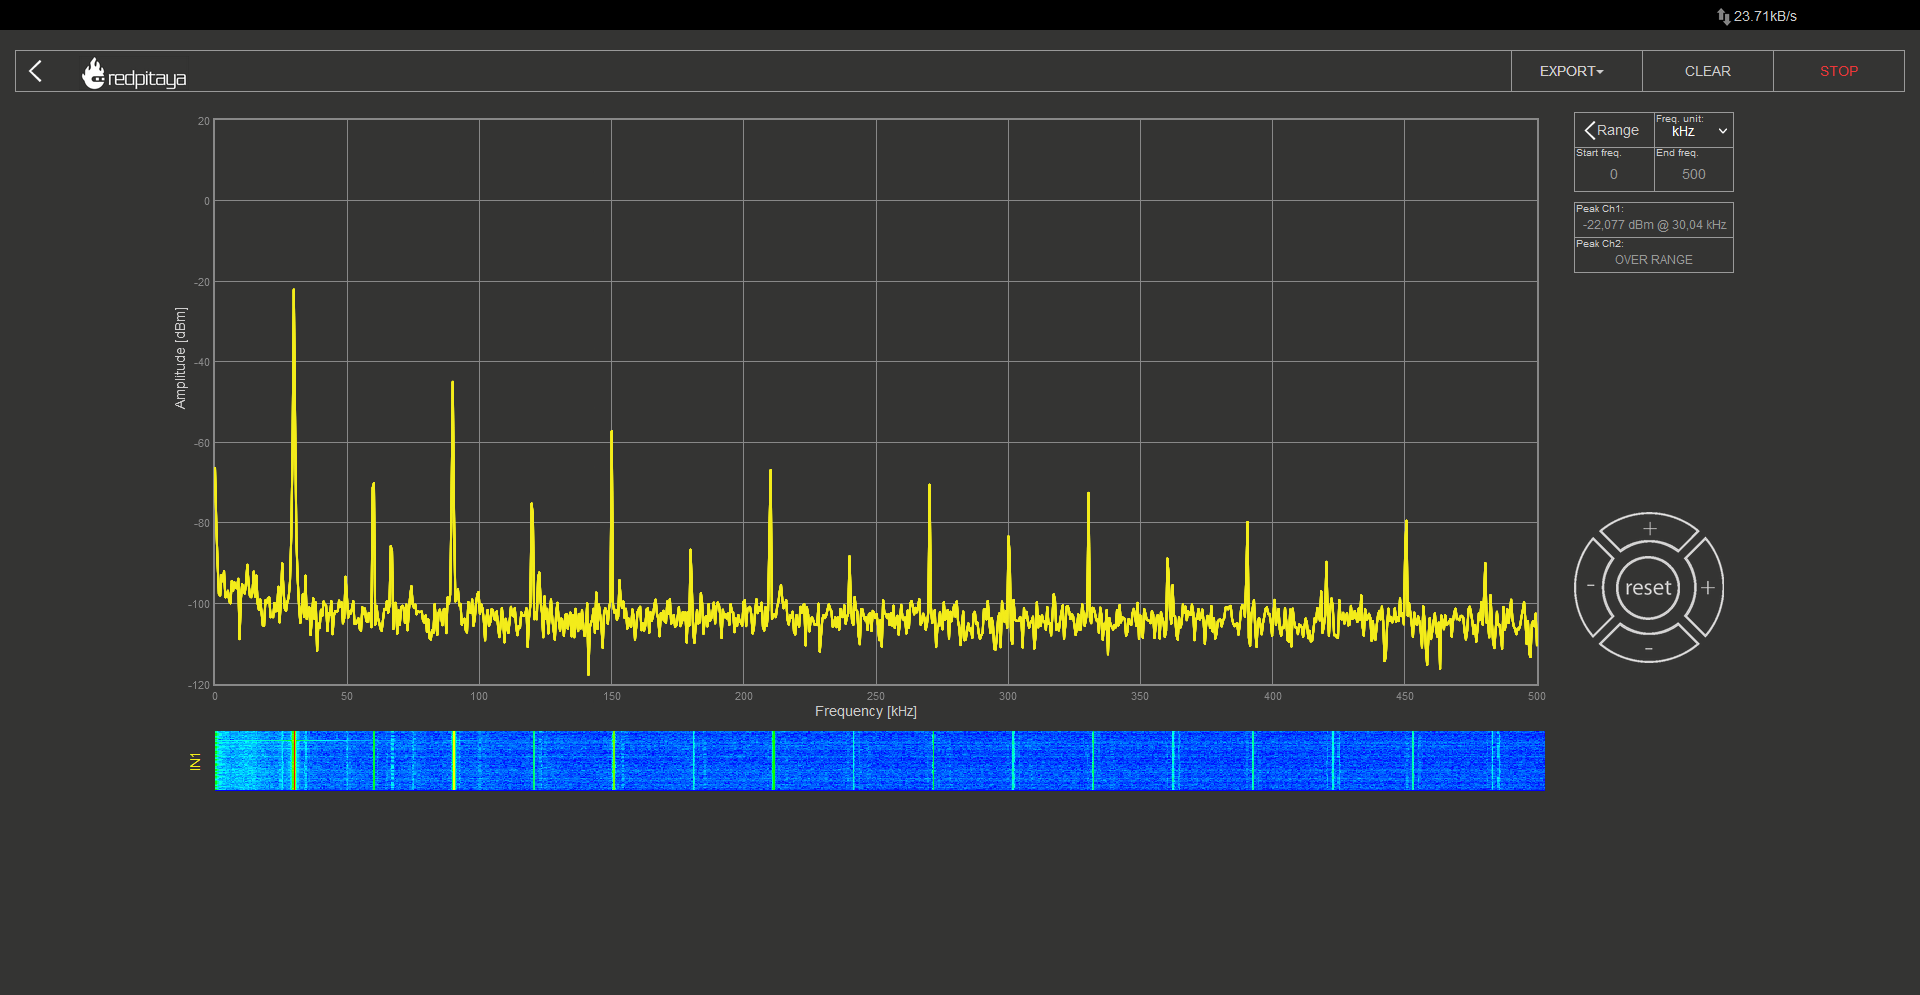 23.71kB/s
redpitaya
EXPORT
CLEAR
STOP
20
0
-20
-40
-60
-80
-100
-120
Amplitude [dBm]
0 50 100 150 200 250 300 350 400 450 500
Frequency [kHz]
IN1
Range
Freq. unit:
kHz
Start freq.
0
End freq.
500
Peak Ch1:
-22,077 dBm @ 30,04 kHz
Peak Ch2:
OVER RANGE
+
- reset +
-